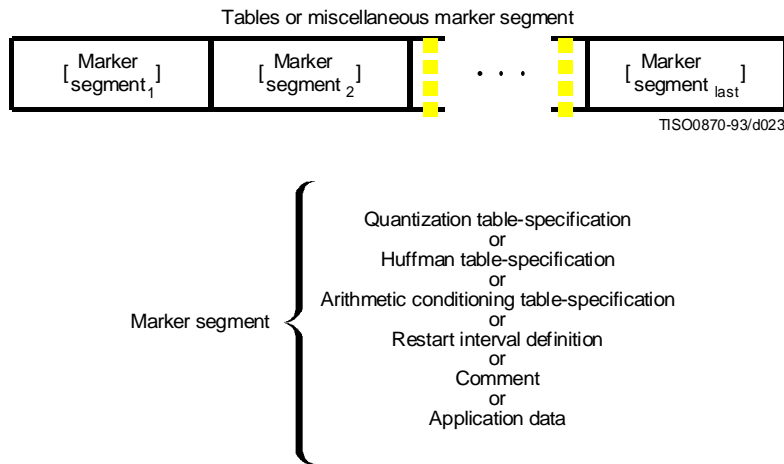 Tables or miscellaneous marker segment
[ Marker segment1 ] [ Marker segment 2 ] . . . [ Marker segment last ]
TISO0870-93/d023
Quantization table-specification
or
Huffman table-specification
or
Arithmetic conditioning table-specification
or
Marker segment
Restart interval definition
or
Comment
or
Application data